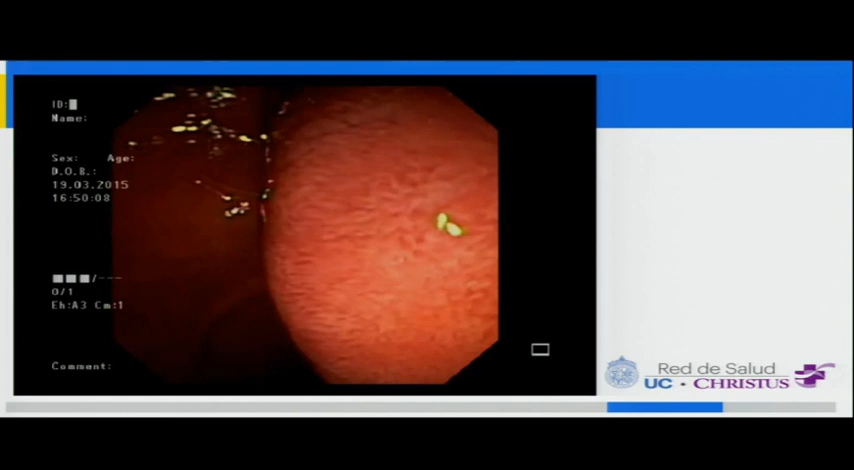 ID:
Name:
Sex: Age:
D.O.B.:
19.03.2015
16:50:08
/---
0/1
Eh:A3 Cm:1
Comment:
Red de Salud
UC • CHRISTUS